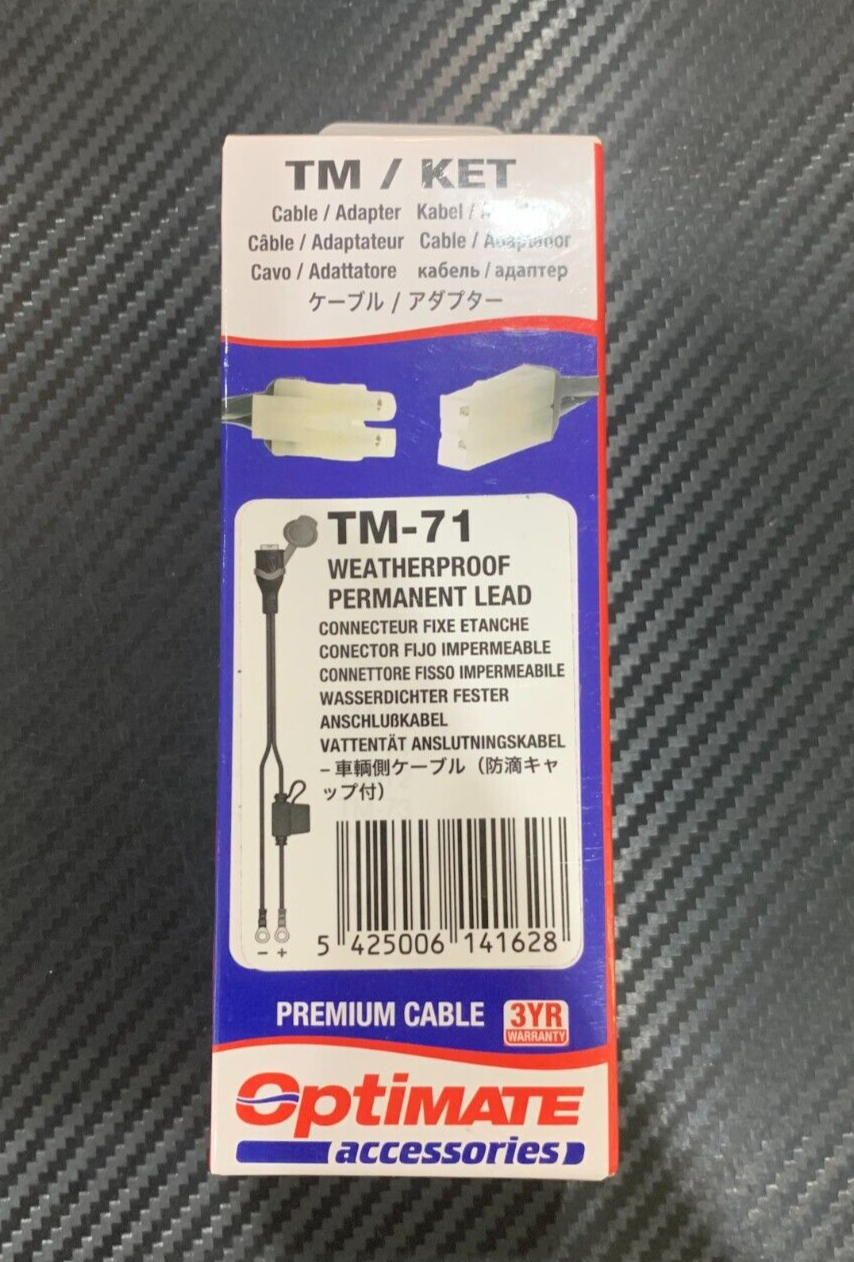 TM / KET
Cable / Adapter Kabel /
Câble / Adaptateur Cable / Adaptador
Cavo / Adattatore кабель / адаптер
ケーブル / アダプター
TM-71
WEATHERPROOF
PERMANENT LEAD
CONNECTEUR FIXE ETANCHE
CONECTOR FIJO IMPERMEABLE
CONNETTORE FISSO IMPERMEABILE
WASSERDICHTER FESTER
ANSCHLUßKABEL
VATTENTÄT ANSLUTNINGSKABEL
– 車輌側ケーブル（防滴キャ
ップ付）
– +
5 425006 141628
PREMIUM CABLE 3YR
WARRANTY
OptiMATE
accessories